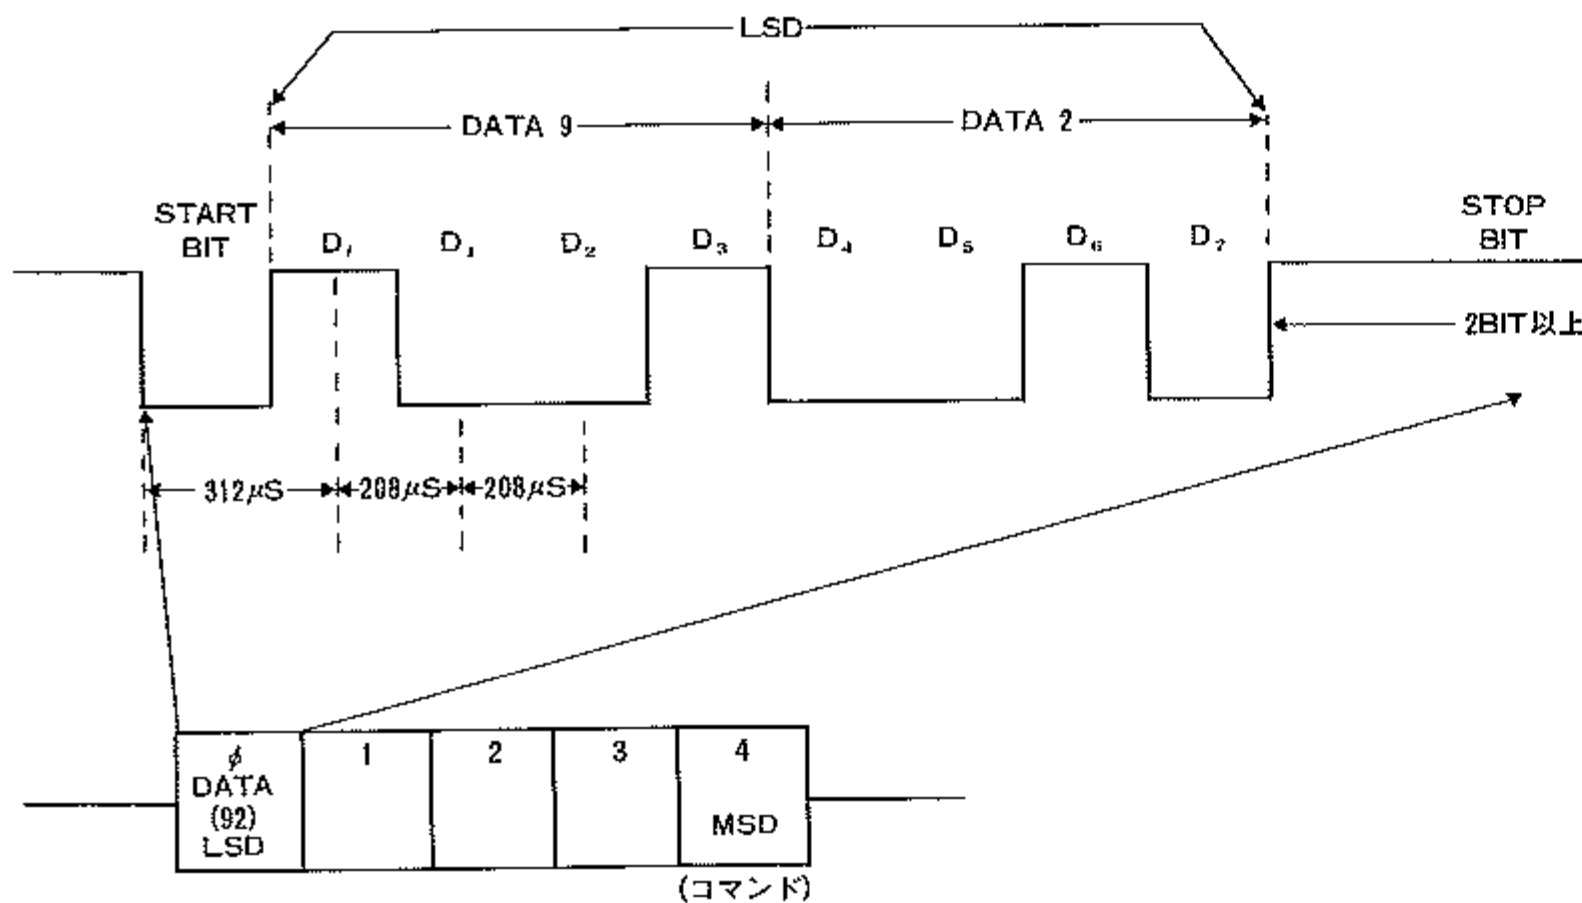 LSD
DATA 9
DATA 2
START
BIT
D₁
D₁
D₂
D₃
D₄
D₅
D₆
D₇
STOP
BIT
2BIT以上
312μS
208μS
208μS
φ
DATA
(92)
LSD
1
2
3
4
MSD
(コマンド)